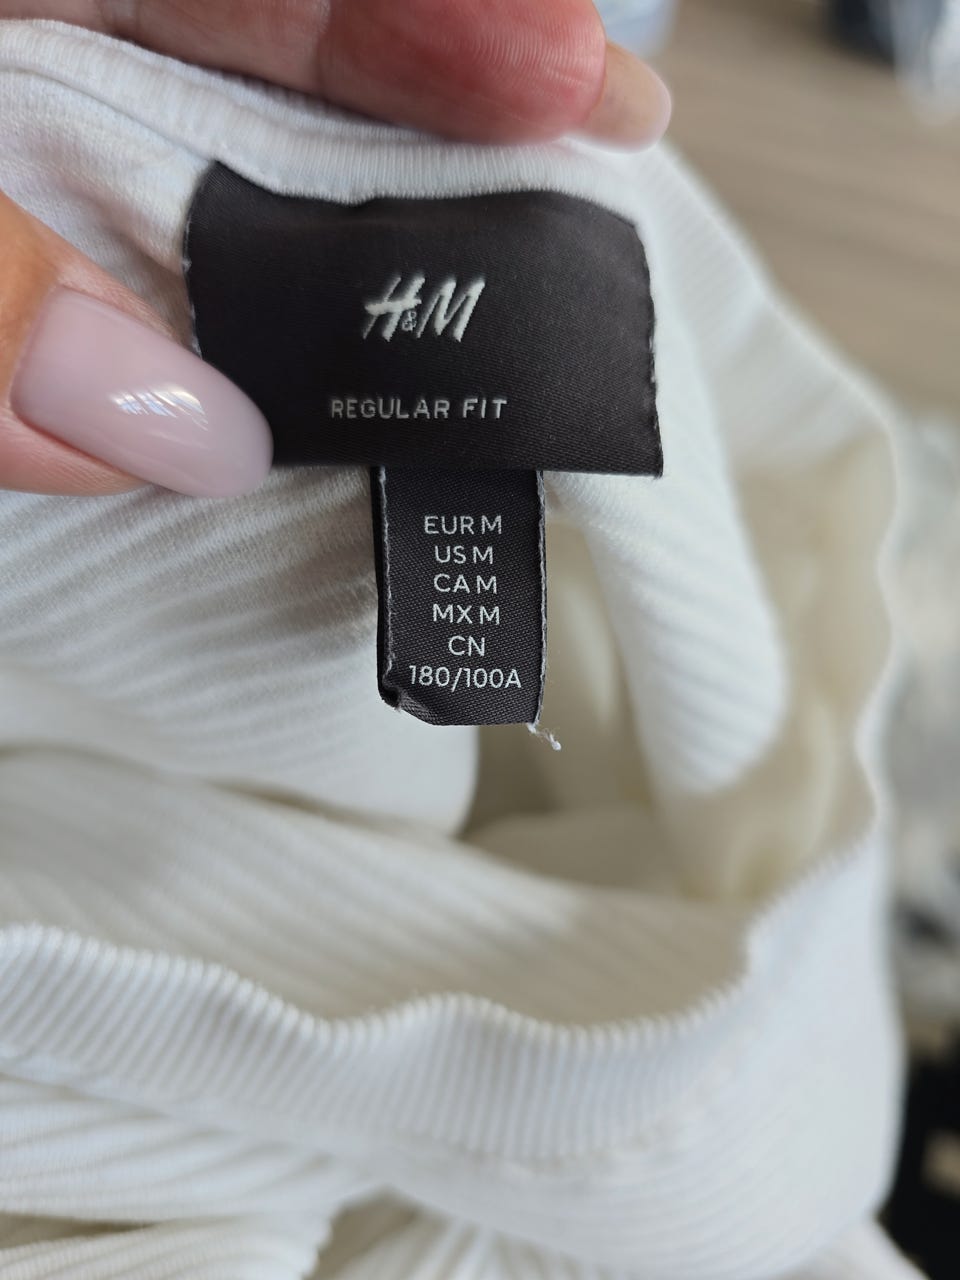 H&M
REGULAR FIT
EUR M
US M
CA M
MX M
CN
180/100A